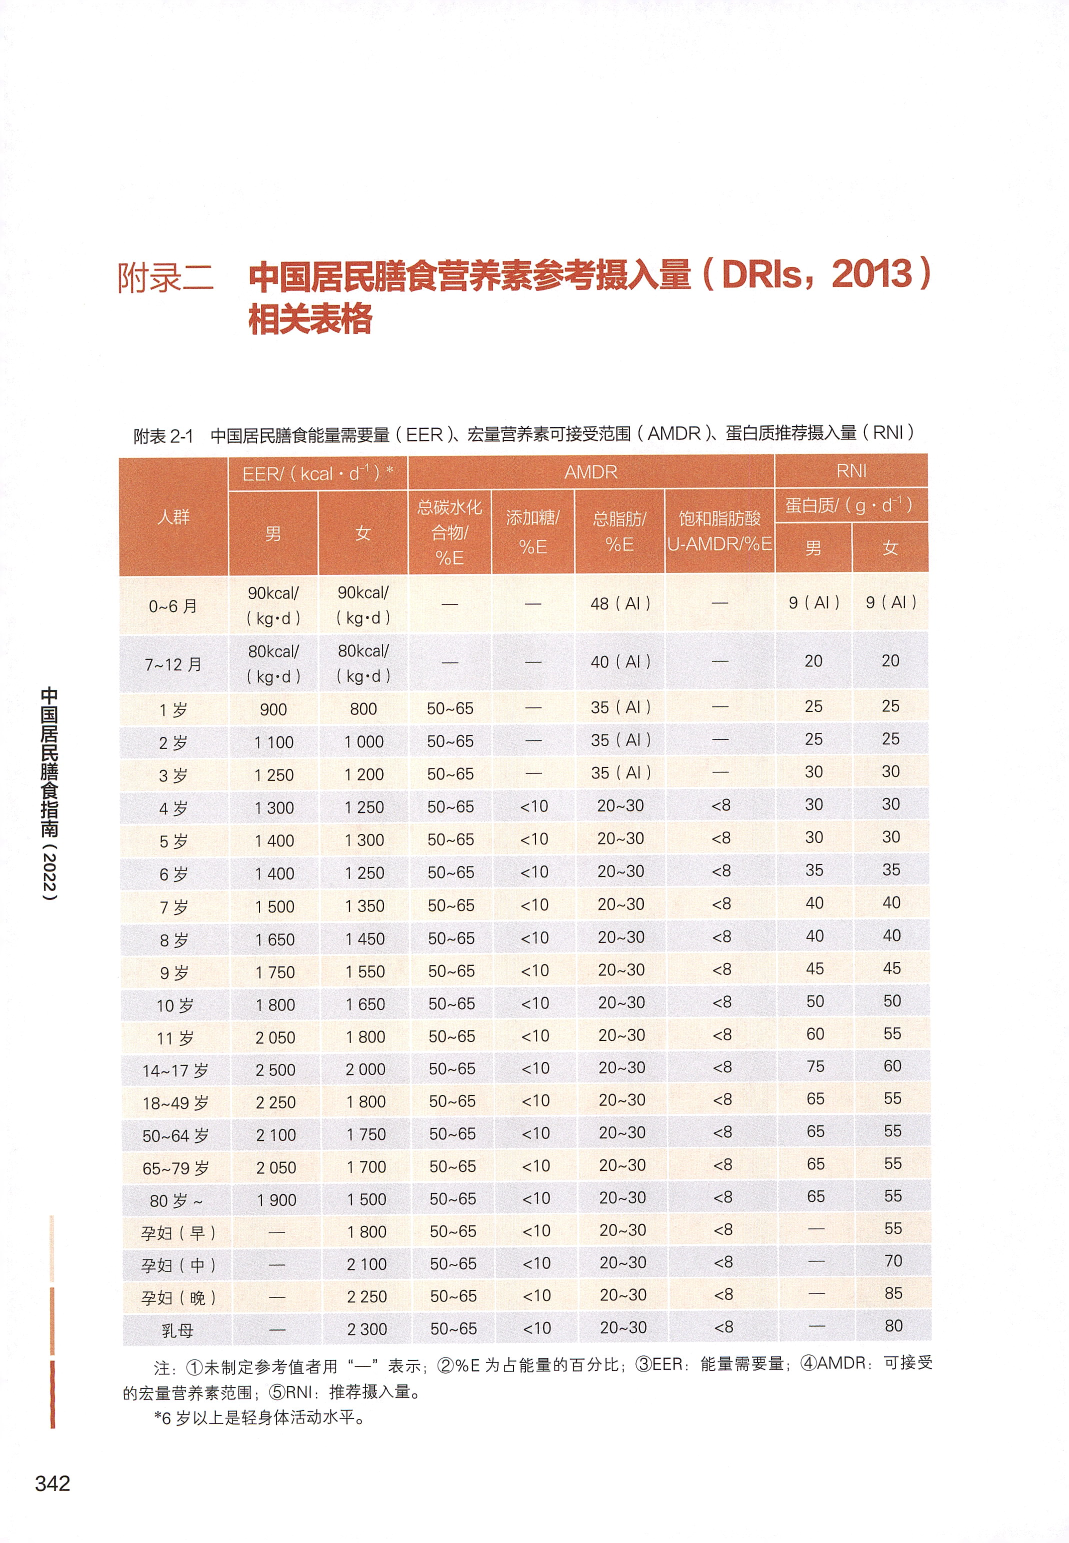 附录二 中国居民膳食营养素参考摄入量（DRIs，2013）
相关表格
附表 2-1 中国居民膳食能量需要量（EER）、宏量营养素可接受范围（AMDR）、蛋白质推荐摄入量（RNI）
人群 EER/（kcal·d⁻¹）* AMDR RNI
男 女 总碳水化合物/%E 添加糖/%E 总脂肪/%E 饱和脂肪酸 U-AMDR/%E 蛋白质/（g·d⁻¹）
男 女
0~6 月 90kcal/（kg·d） 90kcal/（kg·d） — — 48（AI） — 9（AI） 9（AI）
7~12 月 80kcal/（kg·d） 80kcal/（kg·d） — — 40（AI） — 20 20
1 岁 900 800 50~65 — 35（AI） — 25 25
2 岁 1 100 1 000 50~65 — 35（AI） — 25 25
3 岁 1 250 1 200 50~65 — 35（AI） — 30 30
4 岁 1 300 1 250 50~65 <10 20~30 <8 30 30
5 岁 1 400 1 300 50~65 <10 20~30 <8 30 30
6 岁 1 400 1 250 50~65 <10 20~30 <8 35 35
7 岁 1 500 1 350 50~65 <10 20~30 <8 40 40
8 岁 1 650 1 450 50~65 <10 20~30 <8 40 40
9 岁 1 750 1 550 50~65 <10 20~30 <8 45 45
10 岁 1 800 1 650 50~65 <10 20~30 <8 50 50
11 岁 2 050 1 800 50~65 <10 20~30 <8 60 55
14~17 岁 2 500 2 000 50~65 <10 20~30 <8 75 60
18~49 岁 2 250 1 800 50~65 <10 20~30 <8 65 55
50~64 岁 2 100 1 750 50~65 <10 20~30 <8 65 55
65~79 岁 2 050 1 700 50~65 <10 20~30 <8 65 55
80 岁 ~ 1 900 1 500 50~65 <10 20~30 <8 65 55
孕妇（早） — 1 800 50~65 <10 20~30 <8 — 55
孕妇（中） — 2 100 50~65 <10 20~30 <8 — 70
孕妇（晚） — 2 250 50~65 <10 20~30 <8 — 85
乳母 — 2 300 50~65 <10 20~30 <8 — 80
注：①未制定参考值者用“—”表示；②%E 为占能量的百分比；③EER：能量需要量；④AMDR：可接受
的宏量营养素范围；⑤RNI：推荐摄入量。
*6 岁以上是轻身体活动水平。
中国居民膳食指南（2022）
342